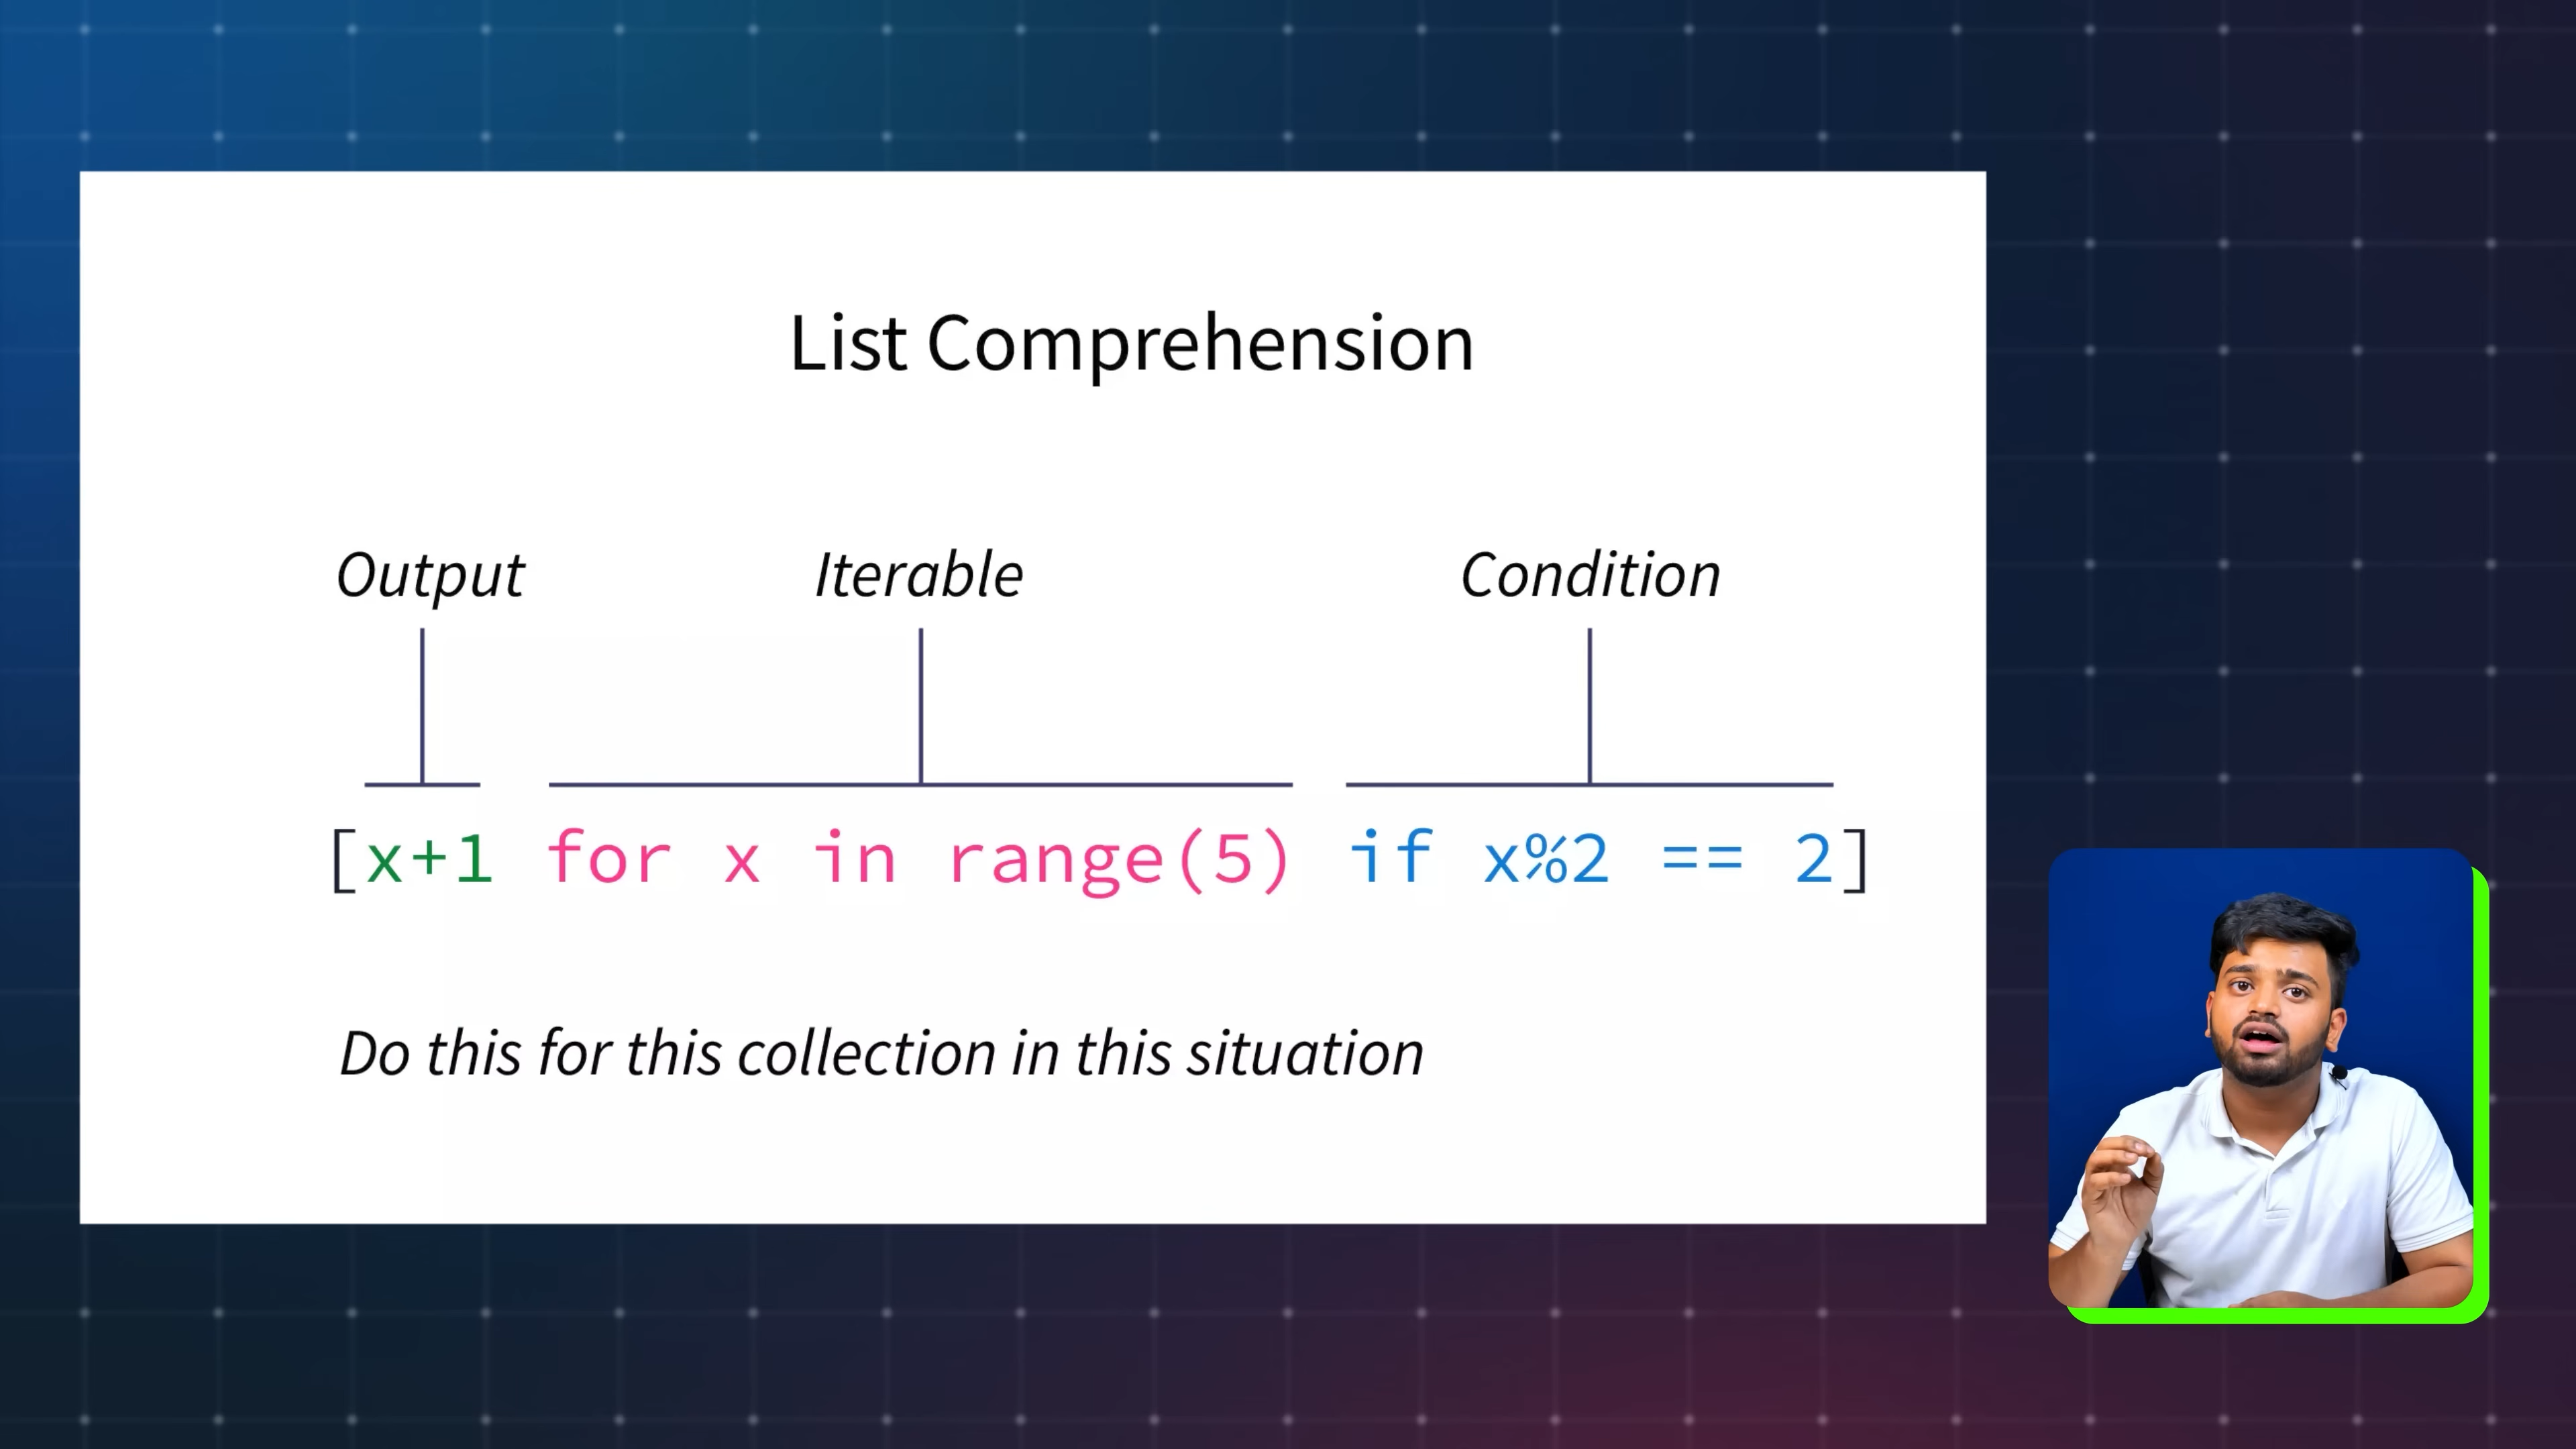 List Comprehension
Output Iterable Condition
[x+1 for x in range(5) if x%2 == 2]
Do this for this collection in this situation